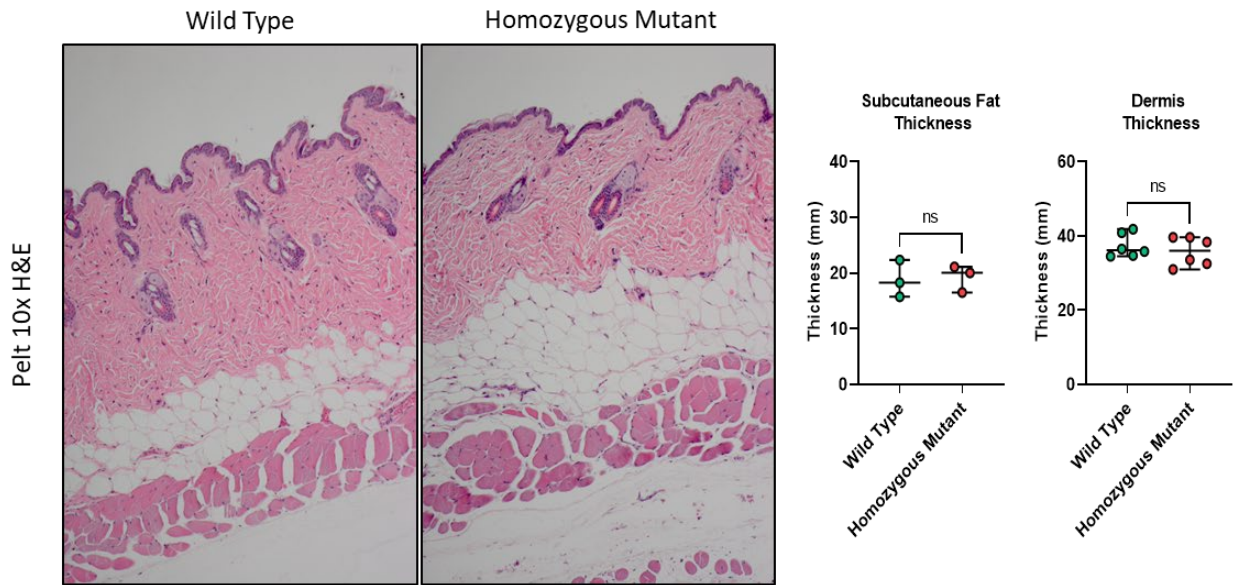 Wild Type
Homozygous Mutant
Pelt 10x H&E
Subcutaneous Fat
Thickness
Thickness (mm)
40
30
20
10
0
ns
Wild Type
Homozygous Mutant
Dermis
Thickness
Thickness (mm)
60
40
20
0
ns
Wild Type
Homozygous Mutant